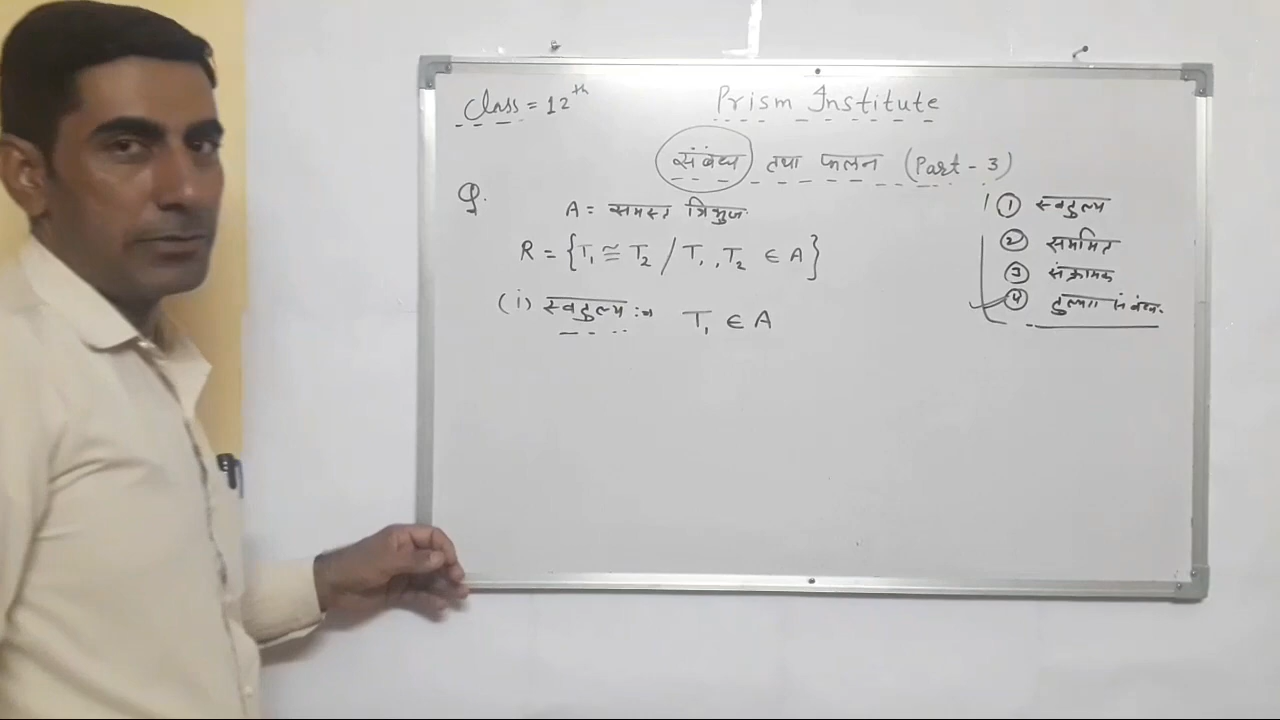 Class = 12th
Prism Institute
संबंध तथा फलन (Part - 3)
Q.
A = समस्त त्रिभुज
R = {T₁ ≅ T₂ / T₁, T₂ ∈ A}
(i) स्वतुल्य :- T₁ ∈ A
① स्वतुल्य
② सममित
③ संक्रामक
④ तुल्यता संबंध.